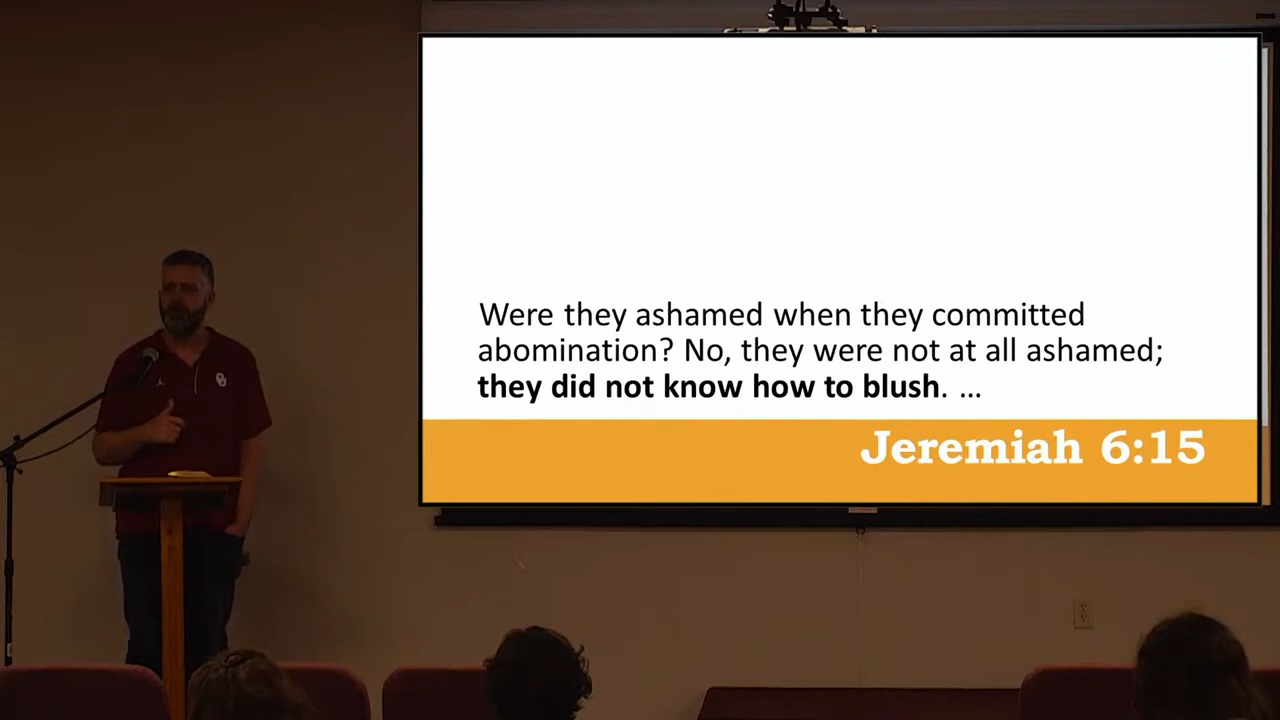 Were they ashamed when they committed
abomination? No, they were not at all ashamed;
they did not know how to blush. …
Jeremiah 6:15
OU